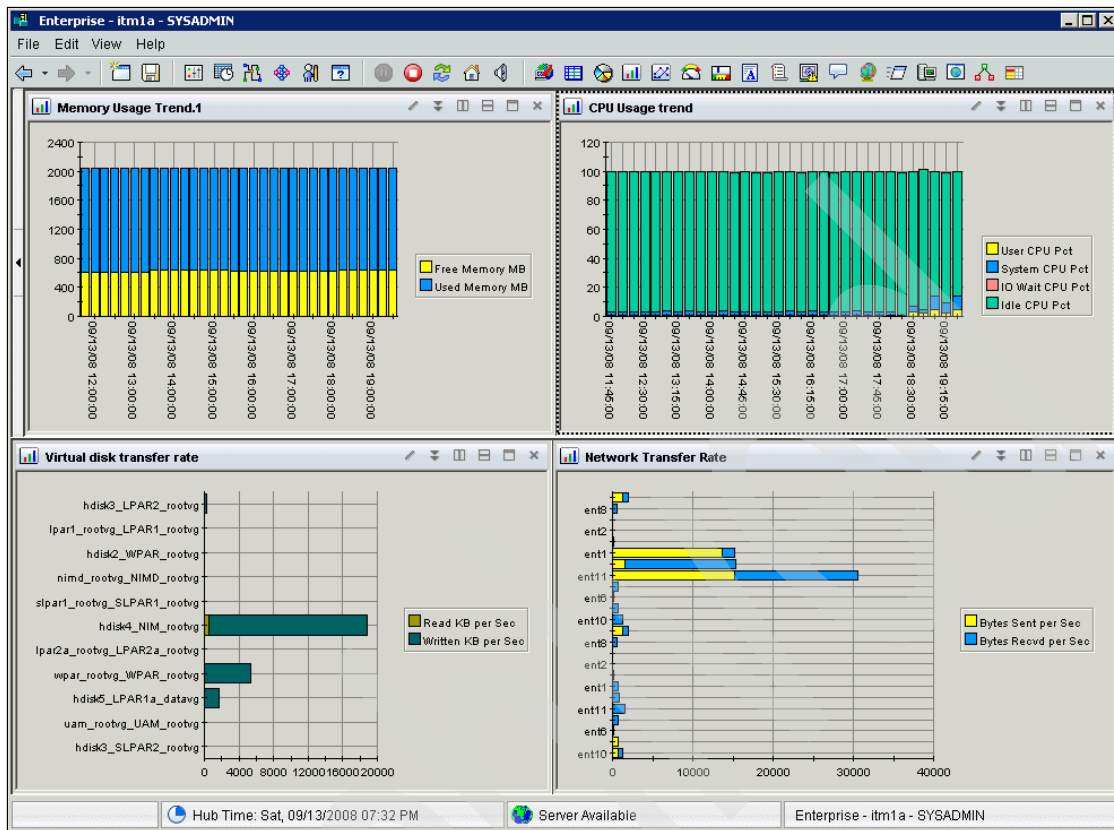 Enterprise - itm1a - SYSADMIN
File Edit View Help
Memory Usage Trend.1
2400
2000
1600
1200
800
400
0
09/13/08 12:00:00
09/13/08 13:00:00
09/13/08 14:00:00
09/13/08 15:00:00
09/13/08 16:00:00
09/13/08 17:00:00
09/13/08 18:00:00
09/13/08 19:00:00
Free Memory MB
Used Memory MB
CPU Usage trend
120
100
80
60
40
20
0
09/13/08 11:45:00
09/13/08 12:30:00
09/13/08 13:15:00
09/13/08 14:00:00
09/13/08 14:45:00
09/13/08 15:30:00
09/13/08 16:15:00
09/13/08 17:00:00
09/13/08 17:45:00
09/13/08 18:30:00
09/13/08 19:15:00
User CPU Pct
System CPU Pct
IO Wait CPU Pct
Idle CPU Pct
Virtual disk transfer rate
hdisk3_LPAR2_rootvg
lpar1_rootvg_LPAR1_rootvg
hdisk2_WPAR_rootvg
nimd_rootvg_NIMD_rootvg
slpar1_rootvg_SLPAR1_rootvg
hdisk4_NIM_rootvg
lpar2a_rootvg_LPAR2a_rootvg
wpar_rootvg_WPAR_rootvg
hdisk5_LPAR1a_datavg
uam_rootvg_UAM_rootvg
hdisk3_SLPAR2_rootvg
0 4000 8000 12000 16000 20000
Read KB per Sec
Written KB per Sec
Network Transfer Rate
ent8
ent2
ent1
ent11
ent6
ent10
ent8
ent2
ent1
ent11
ent6
ent10
0 10000 20000 30000 40000
Bytes Sent per Sec
Bytes Recvd per Sec
Hub Time: Sat, 09/13/2008 07:32 PM
Server Available
Enterprise - itm1a - SYSADMIN